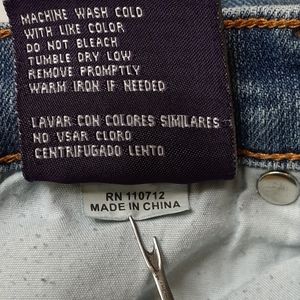 MACHINE WASH COLD
WITH LIKE COLOR
DO NOT BLEACH
TUMBLE DRY LOW
REMOVE PROMPTLY
WARM IRON IF NEEDED
LAVAR CON COLORES SIMILARES
NO USAR CLORO
CENTRIFUGADO LENTO
RN 110712
MADE IN CHINA